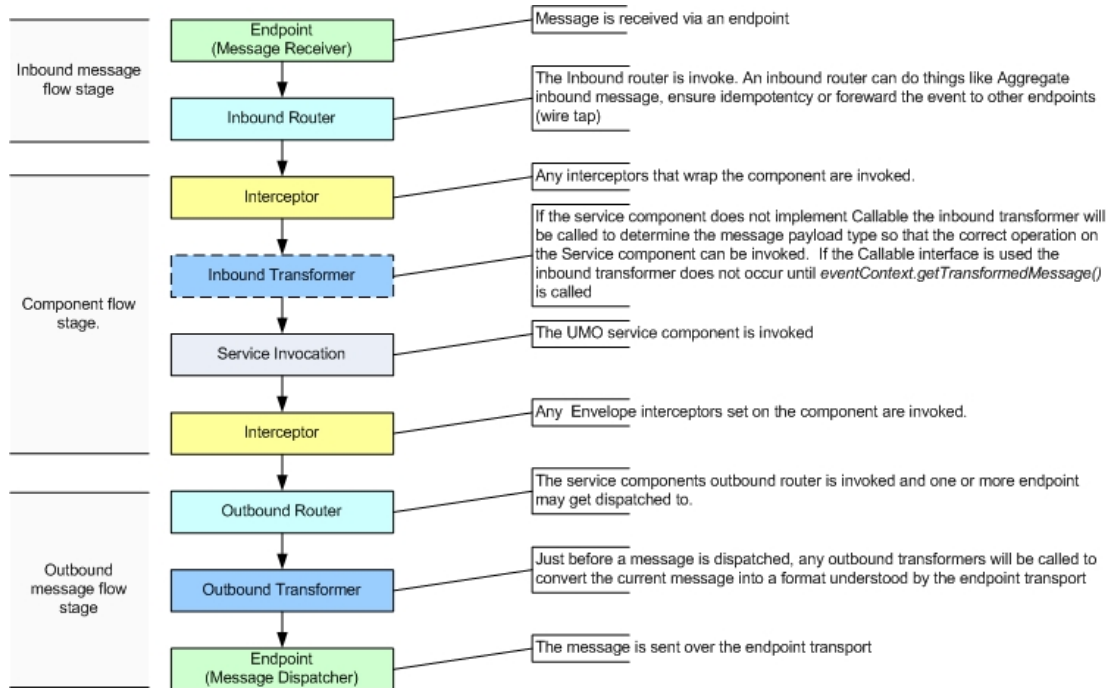 Endpoint
(Message Receiver)
Message is received via an endpoint
Inbound message
flow stage
Inbound Router
The Inbound router is invoke. An inbound router can do things like Aggregate
inbound message, ensure idempotentcy or foreward the event to other endpoints
(wire tap)
Interceptor
Any interceptors that wrap the component are invoked.
Inbound Transformer
If the service component does not implement Callable the inbound transformer will
be called to determine the message payload type so that the correct operation on
the Service component can be invoked. If the Callable interface is used the
inbound transformer does not occur until eventContext.getTransformedMessage()
is called
Component flow
stage.
Service Invocation
The UMO service component is invoked
Interceptor
Any Envelope interceptors set on the component are invoked.
Outbound Router
The service components outbound router is invoked and one or more endpoint
may get dispatched to.
Outbound
message flow
stage
Outbound Transformer
Just before a message is dispatched, any outbound transformers will be called to
convert the current message into a format understood by the endpoint transport
Endpoint
(Message Dispatcher)
The message is sent over the endpoint transport